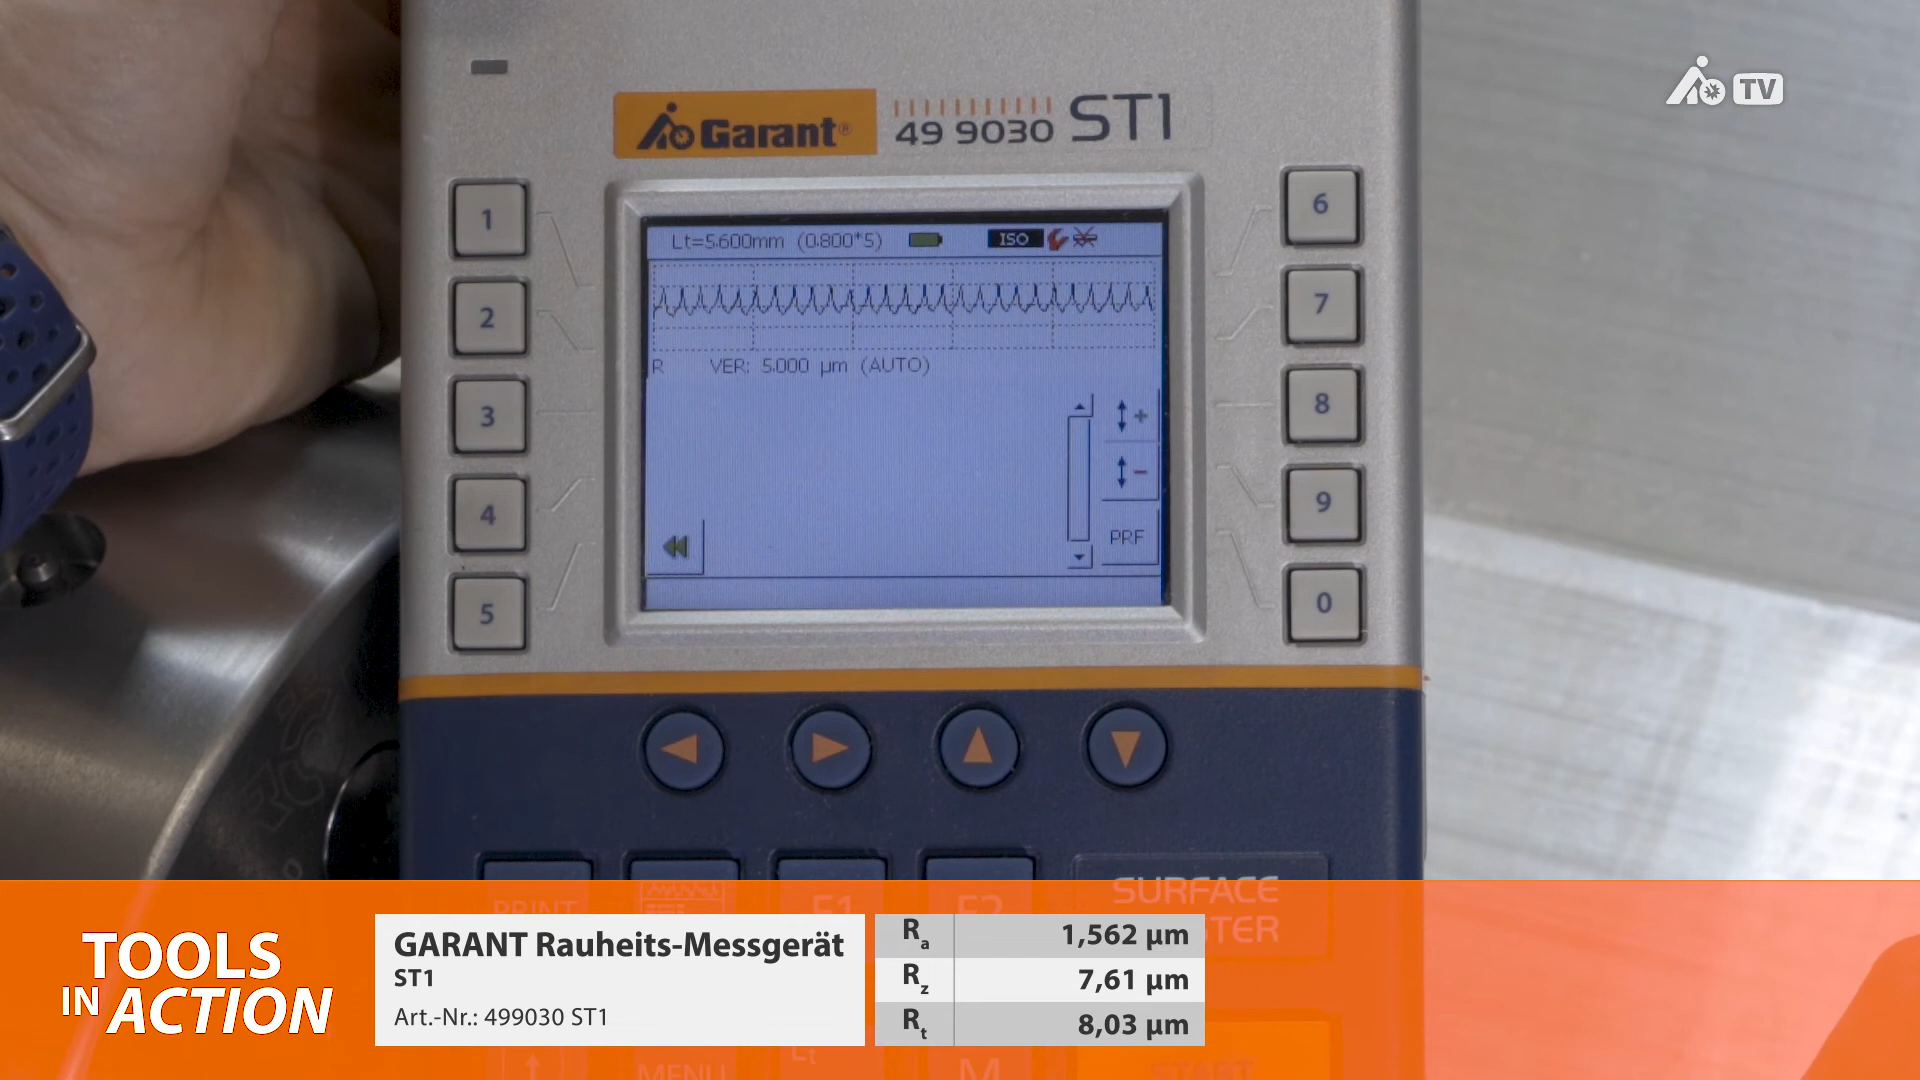 TV
Garant®
49 9030 ST1
1
2
3
4
5
6
7
8
9
0
Lt=5.600mm (0.800*5)
ISO
R VER: 5.000 µm (AUTO)
+
−
PRF
PRINT
F1
F2
SURFACE
TESTER
Lt
MENU
M
START
TOOLS
IN ACTION
GARANT Rauheits-Messgerät
ST1
Art.-Nr.: 499030 ST1
Ra 1,562 µm
Rz 7,61 µm
Rt 8,03 µm